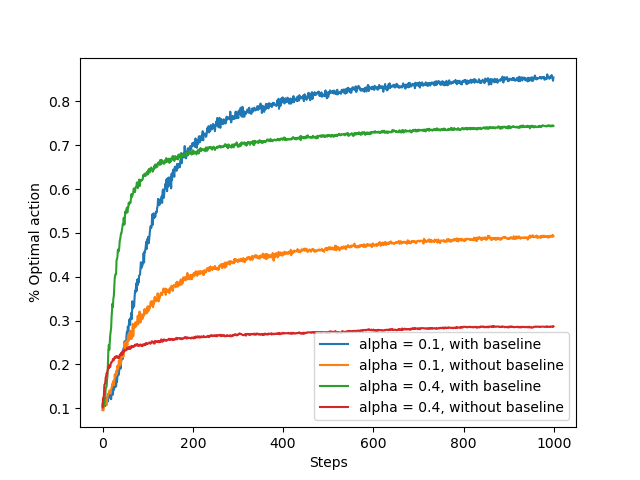 % Optimal action
0.8
0.7
0.6
0.5
0.4
0.3
0.2
0.1
alpha = 0.1, with baseline
alpha = 0.1, without baseline
alpha = 0.4, with baseline
alpha = 0.4, without baseline
0 200 400 600 800 1000
Steps